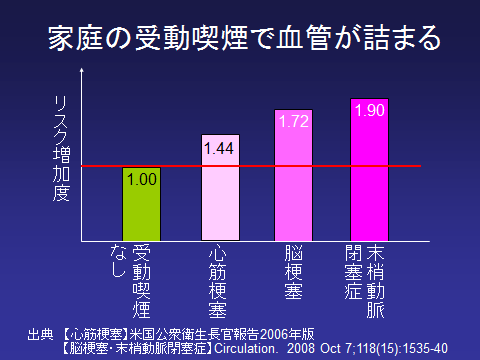 家庭の受動喫煙で血管が詰まる
リスク増加度
1.00
1.44
1.72
1.90
受動喫煙
なし
心筋梗塞
脳梗塞
末梢動脈
閉塞症
出典 【心筋梗塞】米国公衆衛生長官報告2006年版
【脳梗塞・末梢動脈閉塞症】Circulation. 2008 Oct 7;118(15):1535-40